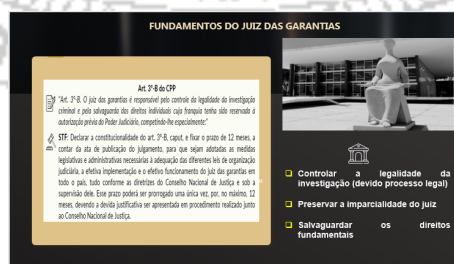 FUNDAMENTOS DO JUIZ DAS GARANTIAS
Art. 3º-B do CPP
"Art. 3º-B. O juiz das garantias é responsável pelo controle da legalidade da investigação
criminal e pela salvaguarda dos direitos individuais cuja franquia tenha sido reservada à
autorização prévia do Poder Judiciário, competindo-lhe especialmente:"
STF: Declarar a constitucionalidade do art. 3º-B, caput, e fixar o prazo de 12 meses, a
contar da ata de publicação do julgamento, para que sejam adotadas as medidas
legislativas e administrativas necessárias à adequação das diferentes leis de organização
judiciária, a efetiva implementação e o efetivo funcionamento do juiz das garantias em
todo o país, tudo conforme as diretrizes do Conselho Nacional de Justiça e sob a
supervisão dele. Esse prazo poderá ser prorrogado uma única vez, por, no máximo, 12
meses, devendo a devida justificativa ser apresentada em procedimento realizado junto
ao Conselho Nacional de Justiça.
Controlar a legalidade da
investigação (devido processo legal)
Preservar a imparcialidade do juiz
Salvaguardar os direitos
fundamentais